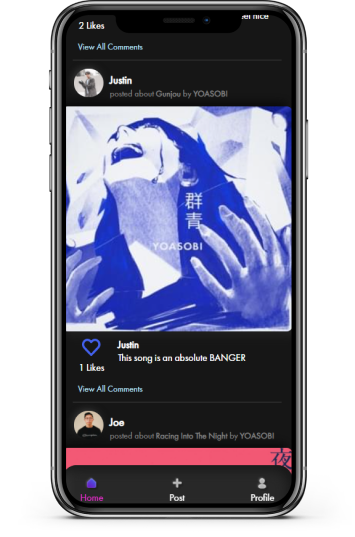 eel nice
2 Likes
View All Comments
Justin
posted about Gunjou by YOASOBI
群
青
YOASOBI
Justin
This song is an absolute BANGER
1 Likes
View All Comments
Joe
posted about Racing Into The Night by YOASOBI
夜
Home
Post
Profile